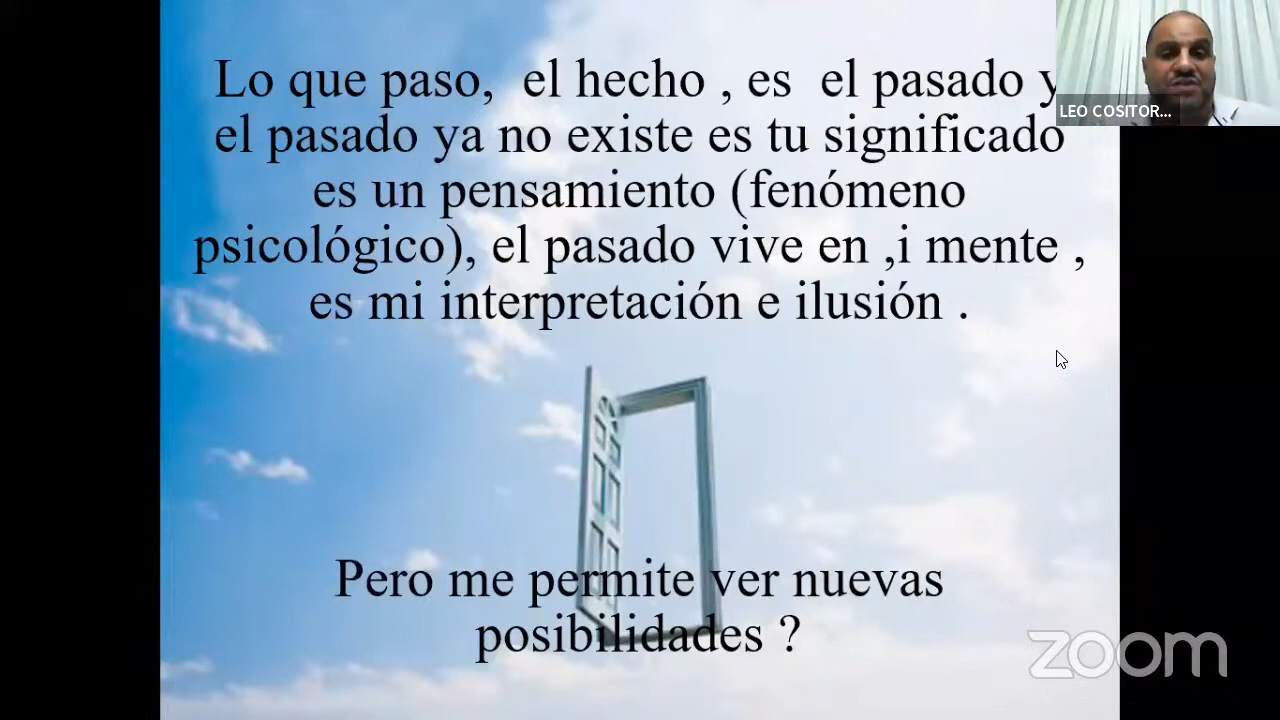 Lo que paso,  el hecho , es  el pasado y
el pasado ya no existe es tu significado
es un pensamiento (fenómeno
psicológico), el pasado vive en ,i mente ,
es mi interpretación e ilusión .
LEO COSITOR...
Pero me permite ver nuevas
posibilidades ?
zoom